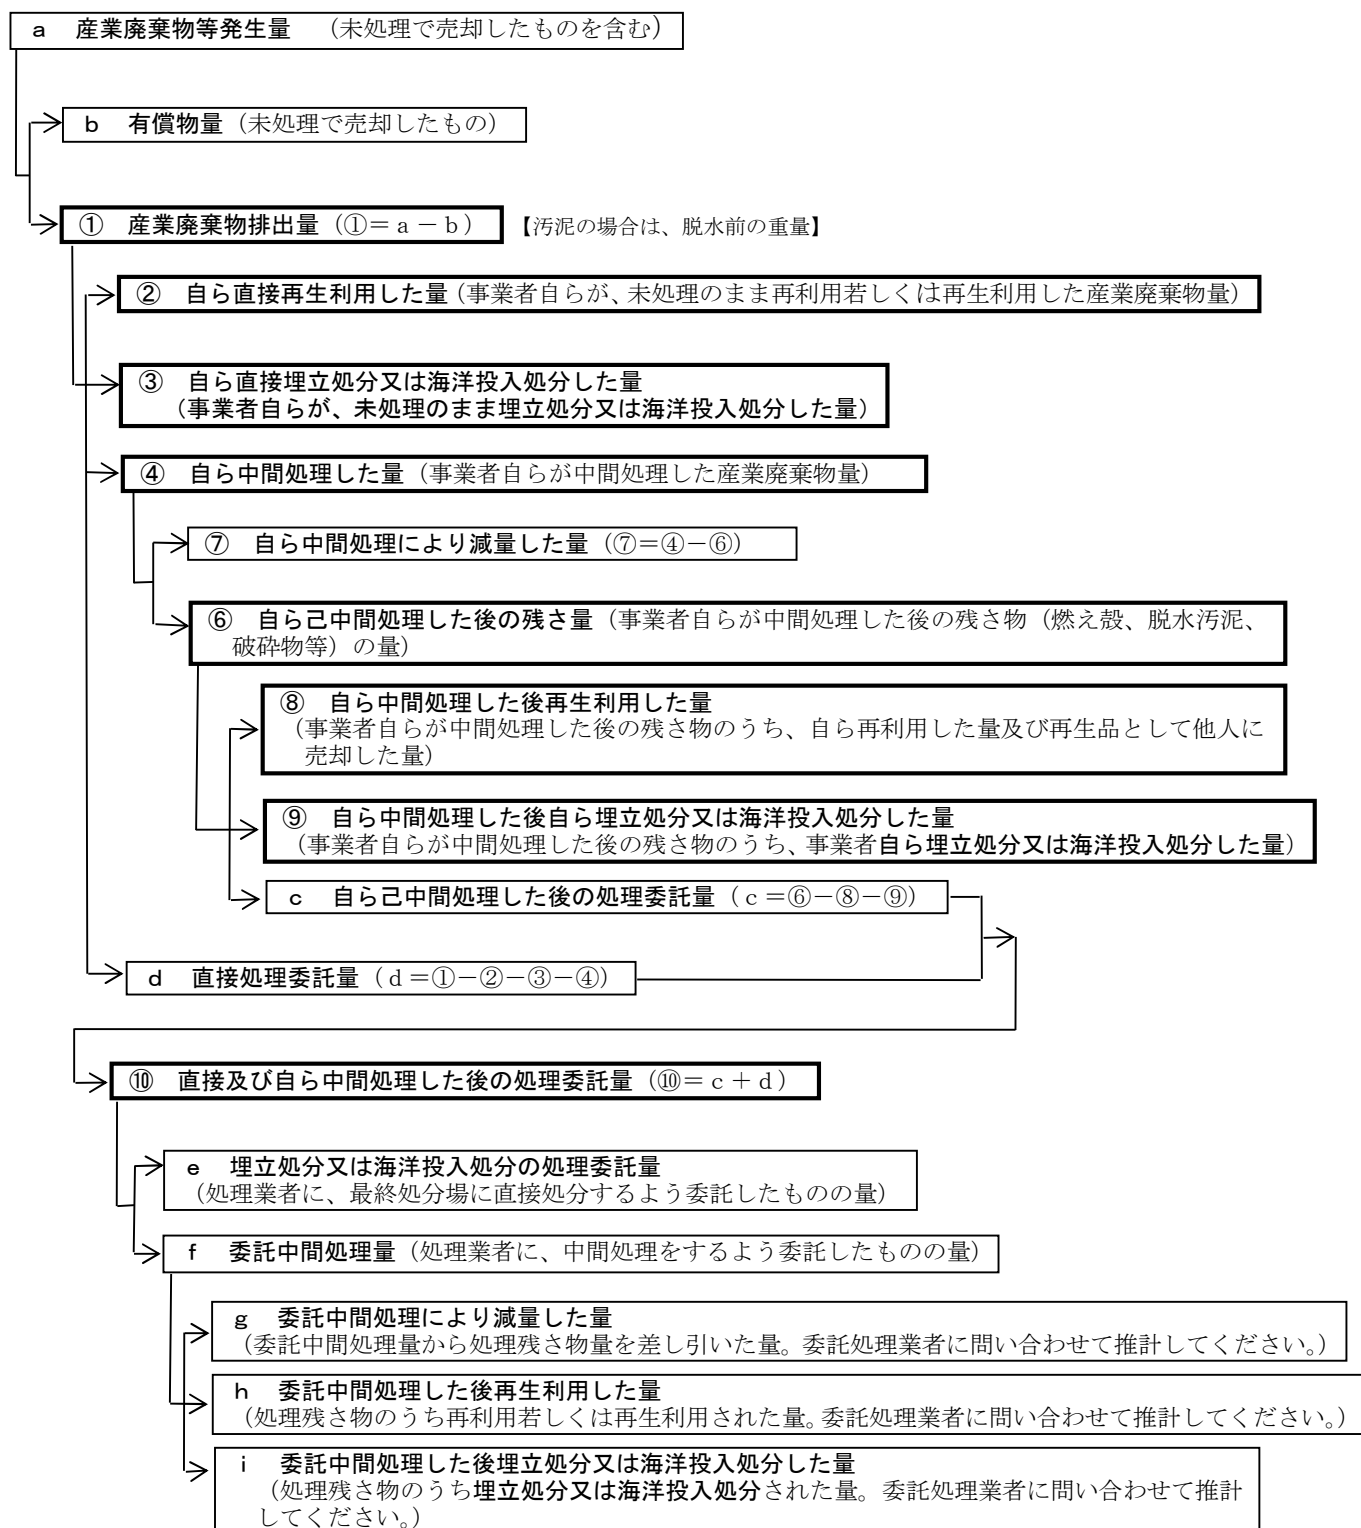 a　産業廃棄物等発生量　（未処理で売却したものを含む）
b　有償物量（未処理で売却したもの）
①　産業廃棄物排出量（①＝ａ－ｂ）　【汚泥の場合は、脱水前の重量】
②　自ら直接再生利用した量（事業者自らが、未処理のまま再利用若しくは再生利用した産業廃棄物量）
③　自ら直接埋立処分又は海洋投入処分した量
（事業者自らが、未処理のまま埋立処分又は海洋投入処分した量）
④　自ら中間処理した量（事業者自らが中間処理した産業廃棄物量）
⑦　自ら中間処理により減量した量（⑦＝④－⑥）
⑥　自ら己中間処理した後の残さ量（事業者自らが中間処理した後の残さ物（燃え殻、脱水汚泥、
破砕物等）の量）
⑧　自ら中間処理した後再生利用した量
（事業者自らが中間処理した後の残さ物のうち、自ら再利用した量及び再生品として他人に
売却した量）
⑨　自ら中間処理した後自ら埋立処分又は海洋投入処分した量
（事業者自らが中間処理した後の残さ物のうち、事業者自ら埋立処分又は海洋投入処分した量）
c　自ら己中間処理した後の処理委託量（ｃ＝⑥－⑧－⑨）
d　直接処理委託量（ｄ＝①－②－③－④）
⑩　直接及び自ら中間処理した後の処理委託量（⑩＝ｃ＋ｄ）
e　埋立処分又は海洋投入処分の処理委託量
（処理業者に、最終処分場に直接処分するよう委託したものの量）
f　委託中間処理量（処理業者に、中間処理をするよう委託したものの量）
g　委託中間処理により減量した量
（委託中間処理量から処理残さ物量を差し引いた量。委託処理業者に問い合わせて推計してください。）
h　委託中間処理した後再生利用した量
（処理残さ物のうち再利用若しくは再生利用された量。委託処理業者に問い合わせて推計してください。）
i　委託中間処理した後埋立処分又は海洋投入処分した量
（処理残さ物のうち埋立処分又は海洋投入処分された量。委託処理業者に問い合わせて推計
してください。）